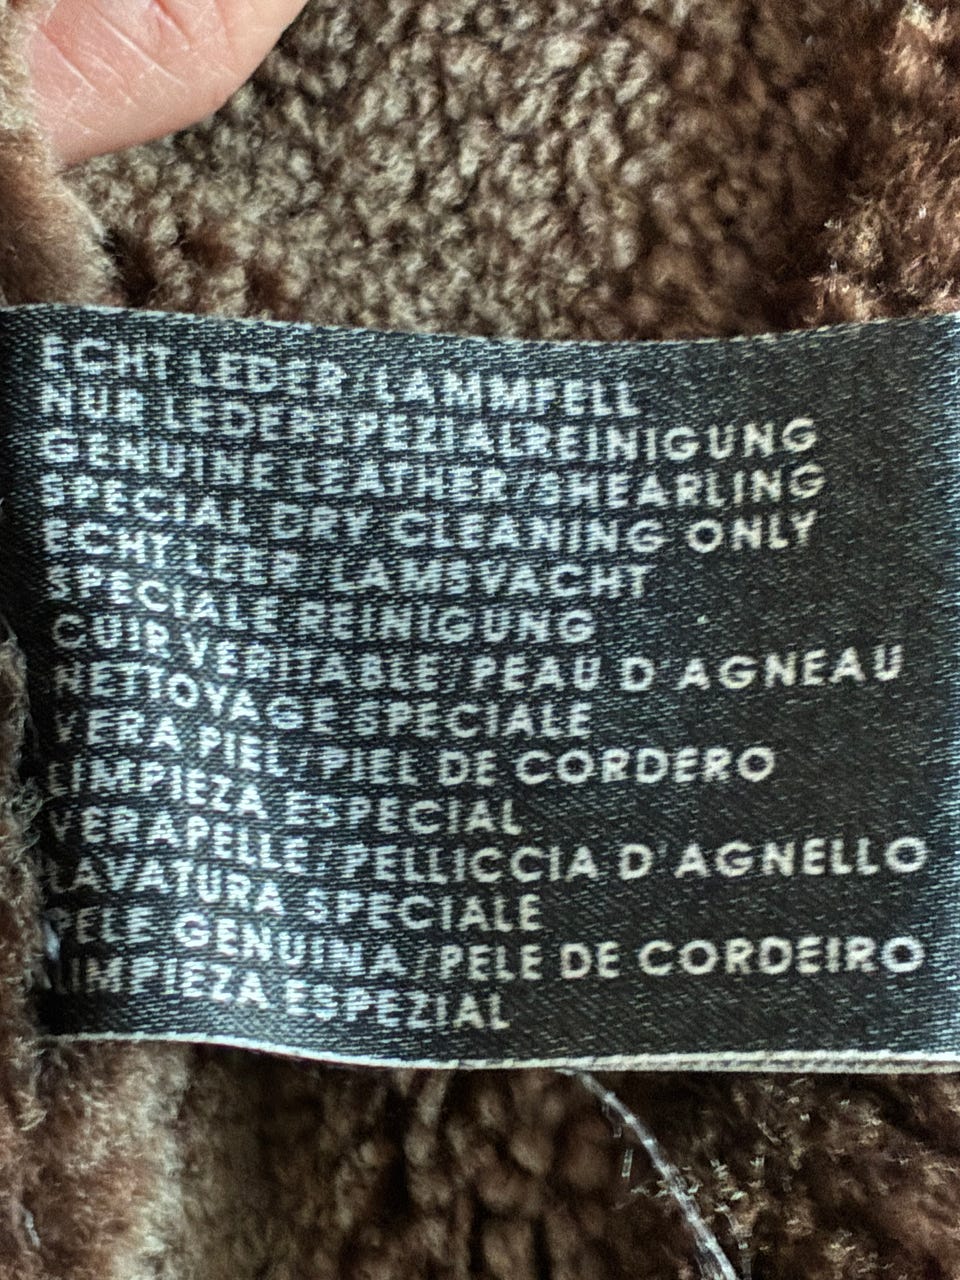 ECHT LEDER/LAMMFELL
NUR LEDERSPEZIALREINIGUNG
GENUINE LEATHER/SHEARLING
SPECIAL DRY CLEANING ONLY
ECHT LEER/LAMSVACHT
SPECIALE REINIGUNG
CUIR VERITABLE/PEAU D'AGNEAU
NETTOYAGE SPECIALE
VERA PIEL/PIEL DE CORDERO
LIMPIEZA ESPECIAL
VERA PELLE/PELLICCIA D'AGNELLO
LAVATURA SPECIALE
PELE GENUINA/PELE DE CORDEIRO
LIMPIEZA ESPEZIAL